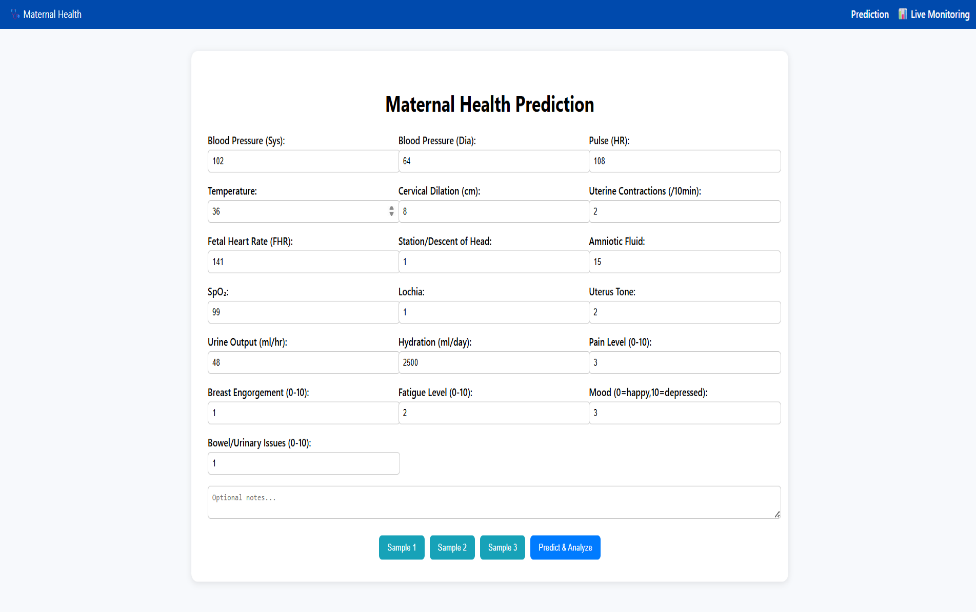 Maternal Health
Prediction Live Monitoring
Maternal Health Prediction
Blood Pressure (Sys): Blood Pressure (Dia): Pulse (HR):
102 64 108
Temperature: Cervical Dilation (cm): Uterine Contractions (/10min):
36 8 2
Fetal Heart Rate (FHR): Station/Descent of Head: Amniotic Fluid:
141 1 15
SpO₂: Lochia: Uterus Tone:
99 1 2
Urine Output (ml/hr): Hydration (ml/day): Pain Level (0-10):
48 2500 3
Breast Engorgement (0-10): Fatigue Level (0-10): Mood (0=happy,10=depressed):
1 2 3
Bowel/Urinary Issues (0-10):
1
Optional notes...
Sample 1 Sample 2 Sample 3 Predict & Analyze